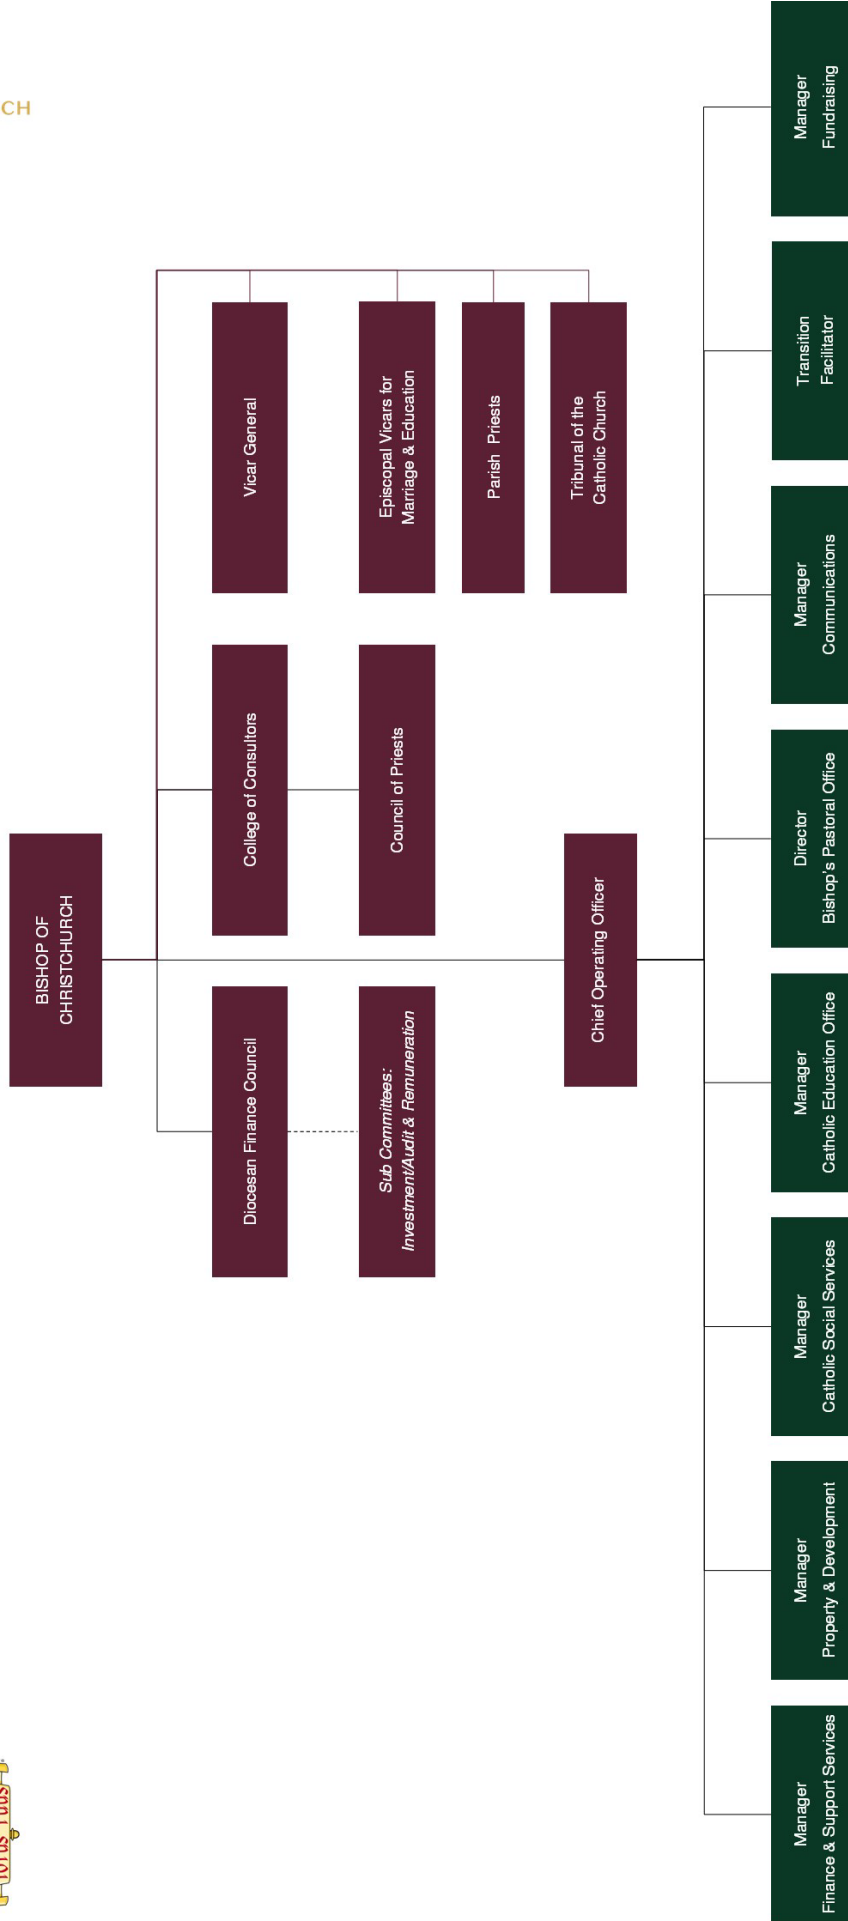 CH
Totus Tuus
BISHOP OF
CHRISTCHURCH
Diocesan Finance Council
College of Consultors
Vicar General
Sub Committees:
Investment/Audit & Remuneration
Council of Priests
Episcopal Vicars for
Marriage & Education
Parish Priests
Tribunal of the
Catholic Church
Chief Operating Officer
Manager
Finance & Support Services
Manager
Property & Development
Manager
Catholic Social Services
Manager
Catholic Education Office
Director
Bishop's Pastoral Office
Manager
Communications
Transition
Facilitator
Manager
Fundraising